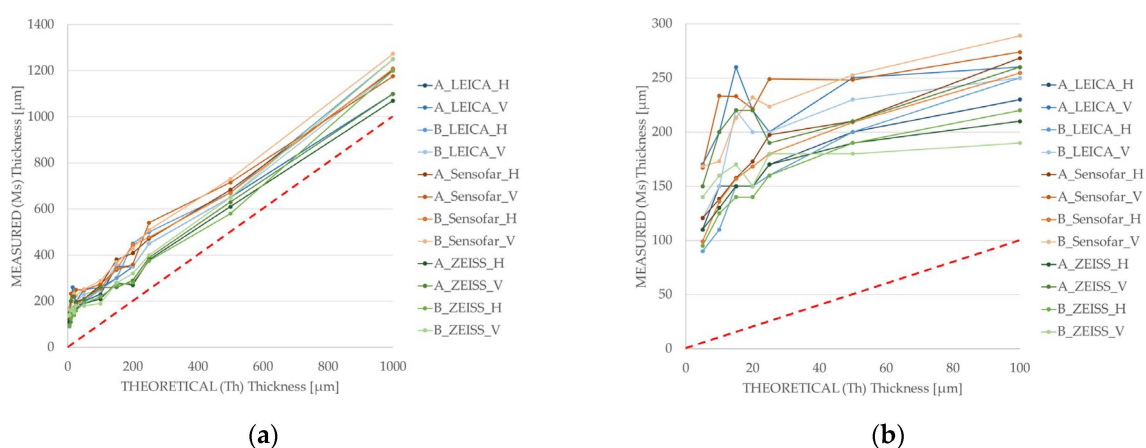 1400
1200
1000
800
600
400
200
0
MEASURED (Ms) Thickness [µm]
0 200 400 600 800 1000
THEORETICAL (Th) Thickness [µm]
A_LEICA_H
A_LEICA_V
B_LEICA_H
B_LEICA_V
A_Sensofar_H
A_Sensofar_V
B_Sensofar_H
B_Sensofar_V
A_ZEISS_H
A_ZEISS_V
B_ZEISS_H
B_ZEISS_V
(a)
300
250
200
150
100
50
0
MEASURED (Ms) Thickness [µm]
0 20 40 60 80 100
THEORETICAL (Th) Thickness [µm]
A_LEICA_H
A_LEICA_V
B_LEICA_H
B_LEICA_V
A_Sensofar_H
A_Sensofar_V
B_Sensofar_H
B_Sensofar_V
A_ZEISS_H
A_ZEISS_V
B_ZEISS_H
B_ZEISS_V
(b)